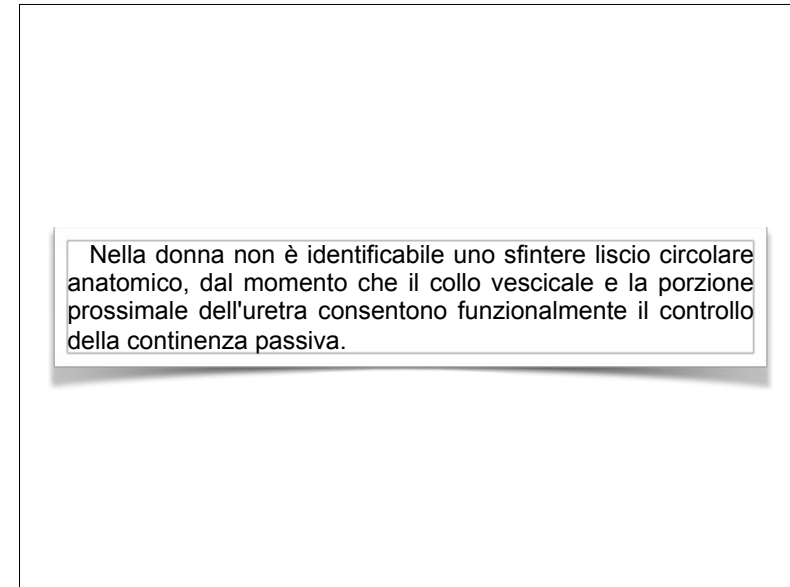 Nella donna non è identificabile uno sfintere liscio circolare
anatomico, dal momento che il collo vescicale e la porzione
prossimale dell'uretra consentono funzionalmente il controllo
della continenza passiva.